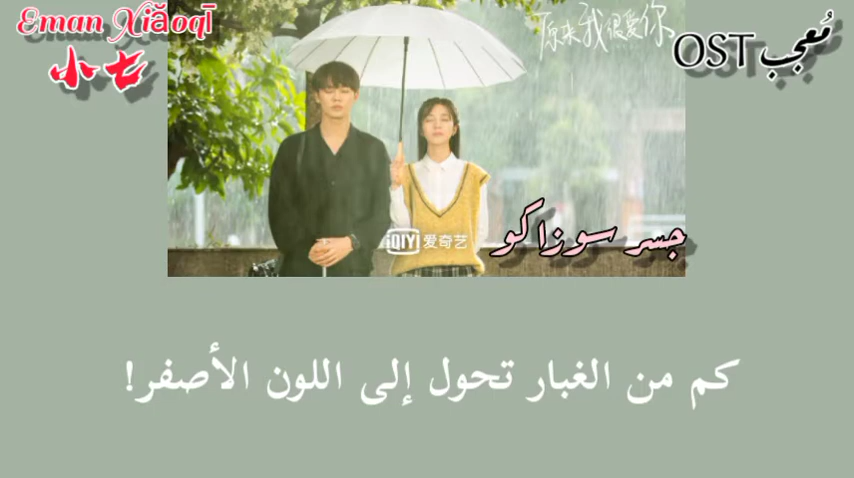 Eman Xiǎoqī
小七
原来我很爱你
OST مُعجب
iQIYI 爱奇艺
جسر سوزاكو
كم من الغبار تحول إلى اللون الأصفر!